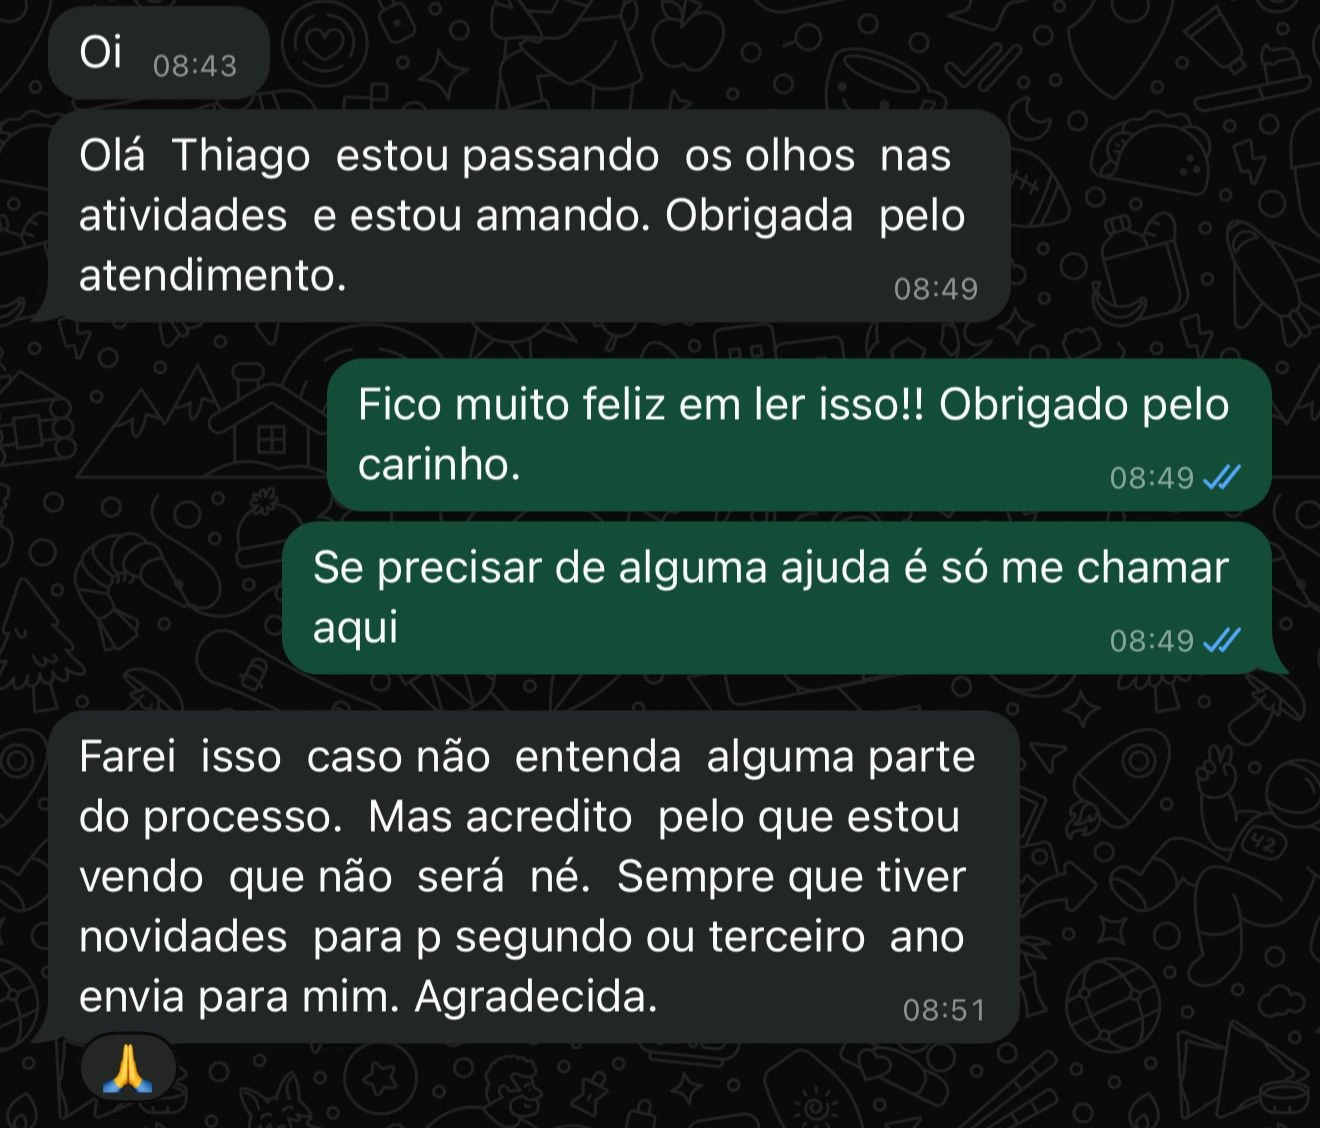 Oi 08:43
Olá Thiago estou passando os olhos nas
atividades e estou amando. Obrigada pelo
atendimento. 08:49
Fico muito feliz em ler isso!! Obrigado pelo
carinho. 08:49
Se precisar de alguma ajuda é só me chamar
aqui 08:49
Farei isso caso não entenda alguma parte
do processo. Mas acredito pelo que estou
vendo que não será né. Sempre que tiver
novidades para p segundo ou terceiro ano
envia para mim. Agradecida. 08:51
🙏